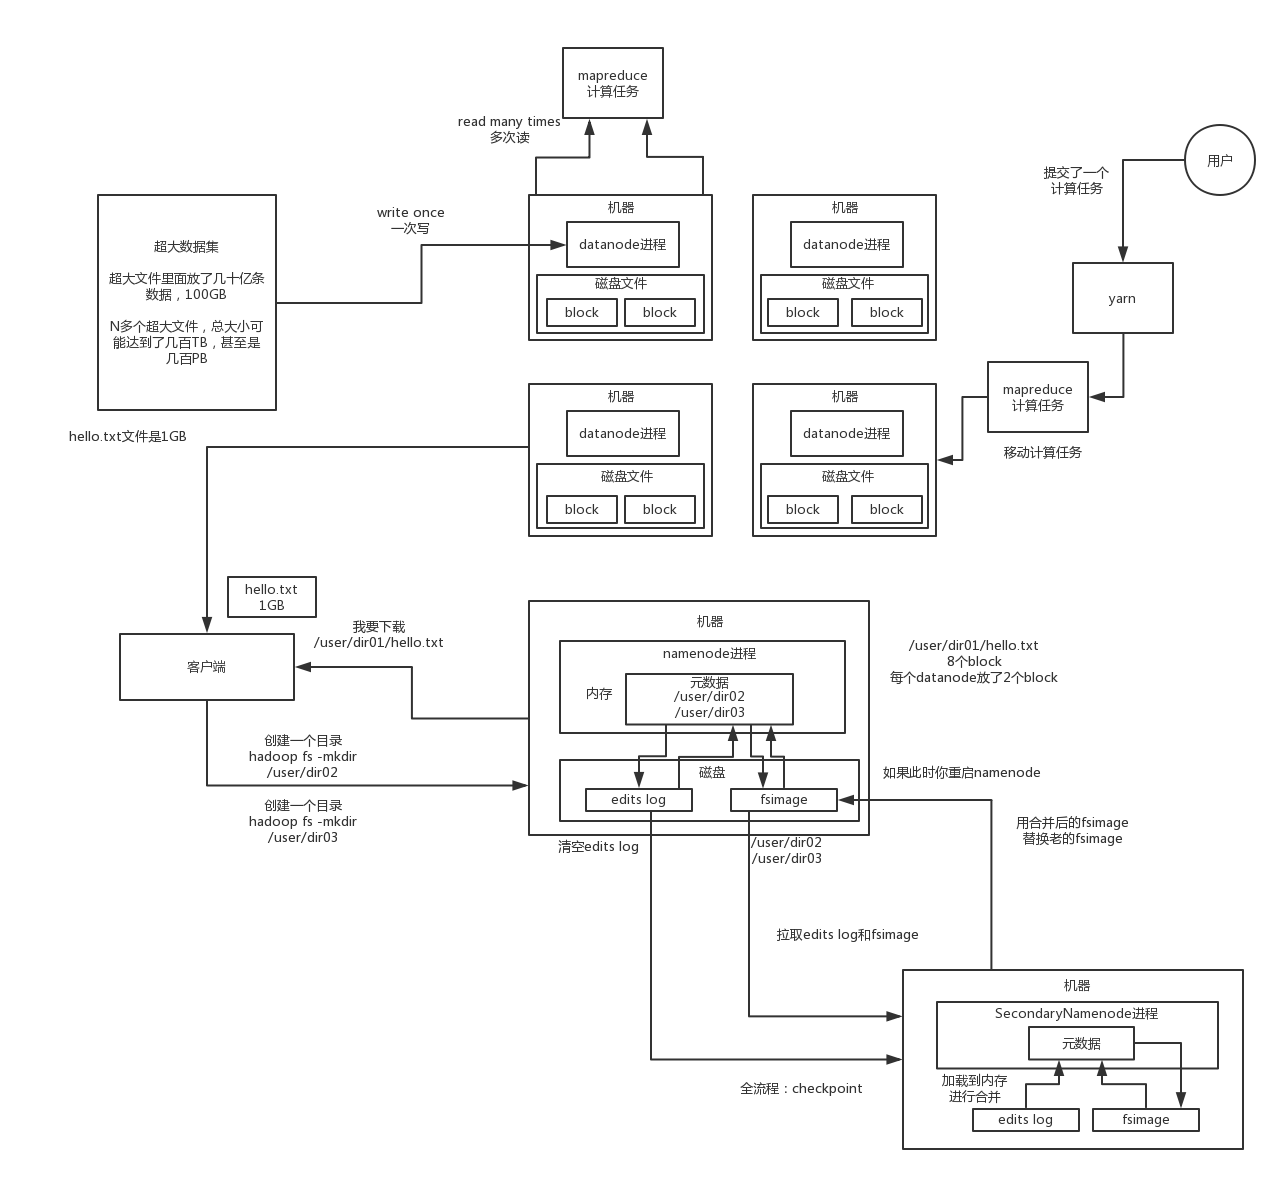 mapreduce
计算任务
read many times
多次读
用户
提交了一个
计算任务
write once
一次写
超大数据集
超大文件里面放了几十亿条
数据，100GB
N多个超大文件，总大小可
能达到了几百TB，甚至是
几百PB
机器
datanode进程
磁盘文件
block
block
机器
datanode进程
磁盘文件
block
block
yarn
mapreduce
计算任务
移动计算任务
hello.txt文件是1GB
机器
datanode进程
磁盘文件
block
block
机器
datanode进程
磁盘文件
block
block
hello.txt
1GB
客户端
我要下载
/user/dir01/hello.txt
创建一个目录
hadoop fs -mkdir
/user/dir02
创建一个目录
hadoop fs -mkdir
/user/dir03
机器
namenode进程
内存
元数据
/user/dir02
/user/dir03
磁盘
edits log
fsimage
/user/dir01/hello.txt
8个block
每个datanode放了2个block
如果此时你重启namenode
清空edits log
/user/dir02
/user/dir03
用合并后的fsimage
替换老的fsimage
拉取edits log和fsimage
全流程：checkpoint
机器
SecondaryNamenode进程
元数据
加载到内存
进行合并
edits log
fsimage